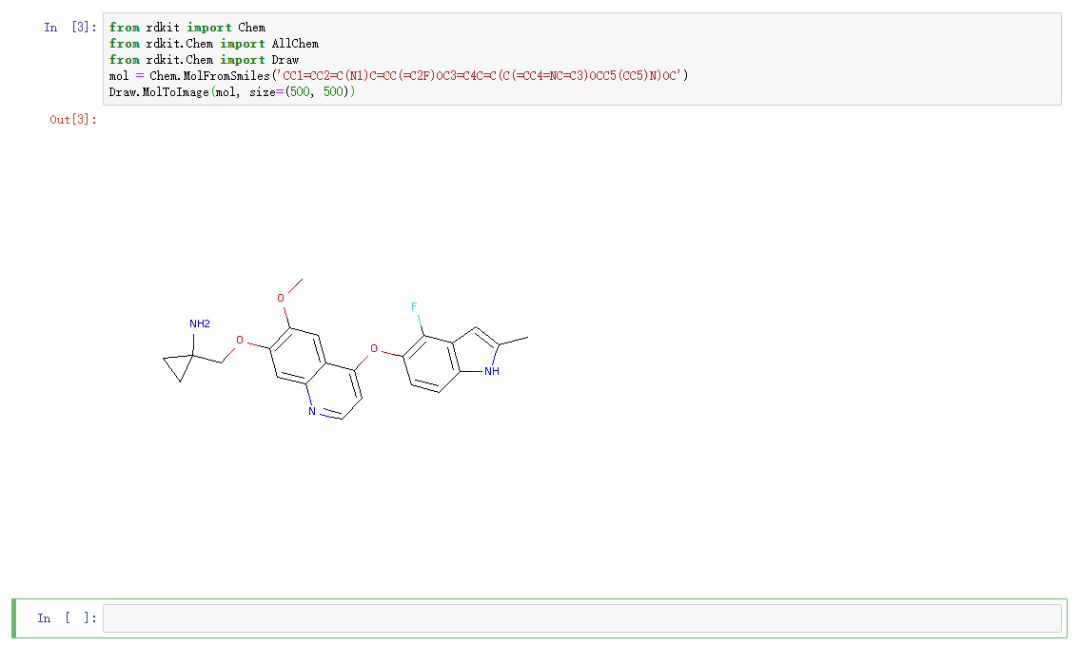 In [3]:
from rdkit import Chem
from rdkit.Chem import AllChem
from rdkit.Chem import Draw
mol = Chem.MolFromSmiles('CC1=CC2=C(N1)C=CC(=C2F)OC3=C4C=C(C(=CC4=NC=C3)OCC5(CC5)N)OC')
Draw.MolToImage(mol, size=(500, 500))
Out[3]:
O
F
NH2
O
O
NH
N
In [ ]: